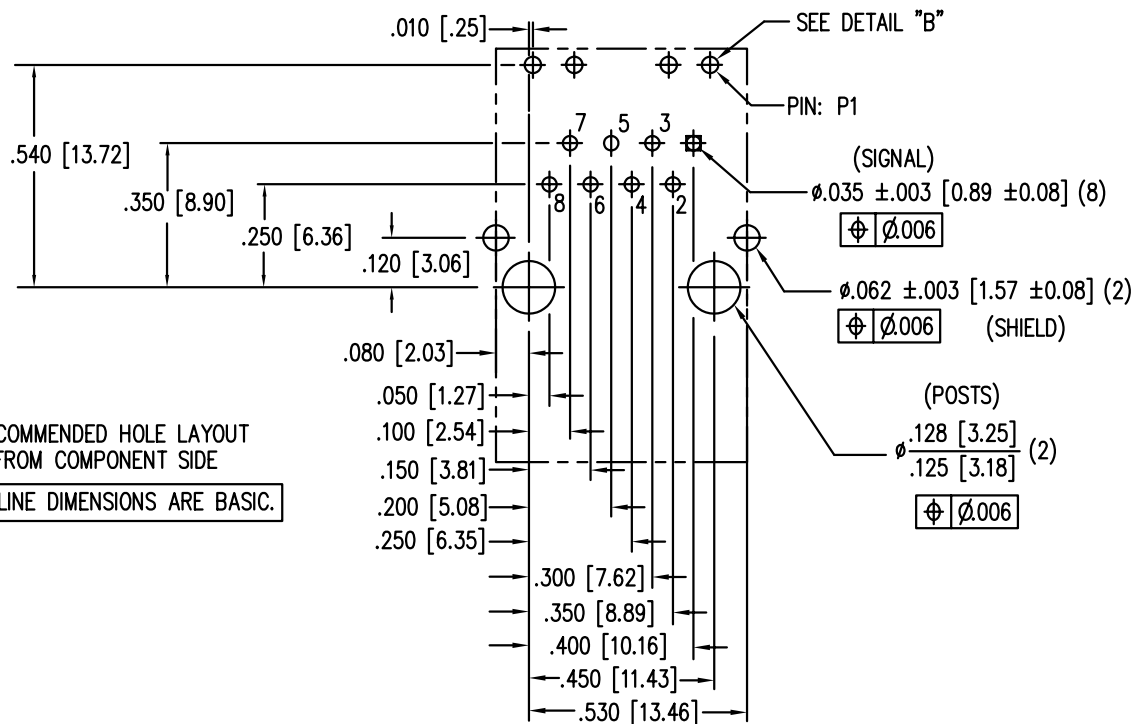 .010 [.25]
SEE DETAIL "B"
PIN: P1
.540 [13.72]
7 5 3
(SIGNAL)
.350 [8.90]
ø.035 ±.003 [0.89 ±0.08] (8)
8 6 4 2
.250 [6.36]
⌖ Ø.006
.120 [3.06]
ø.062 ±.003 [1.57 ±0.08] (2)
⌖ Ø.006 (SHIELD)
.080 [2.03]
.050 [1.27]
(POSTS)
.100 [2.54]
ø .128 [3.25]
.125 [3.18] (2)
⌖ Ø.006
COMMENDED HOLE LAYOUT
FROM COMPONENT SIDE
LINE DIMENSIONS ARE BASIC.
.150 [3.81]
.200 [5.08]
.250 [6.35]
.300 [7.62]
.350 [8.89]
.400 [10.16]
.450 [11.43]
.530 [13.46]